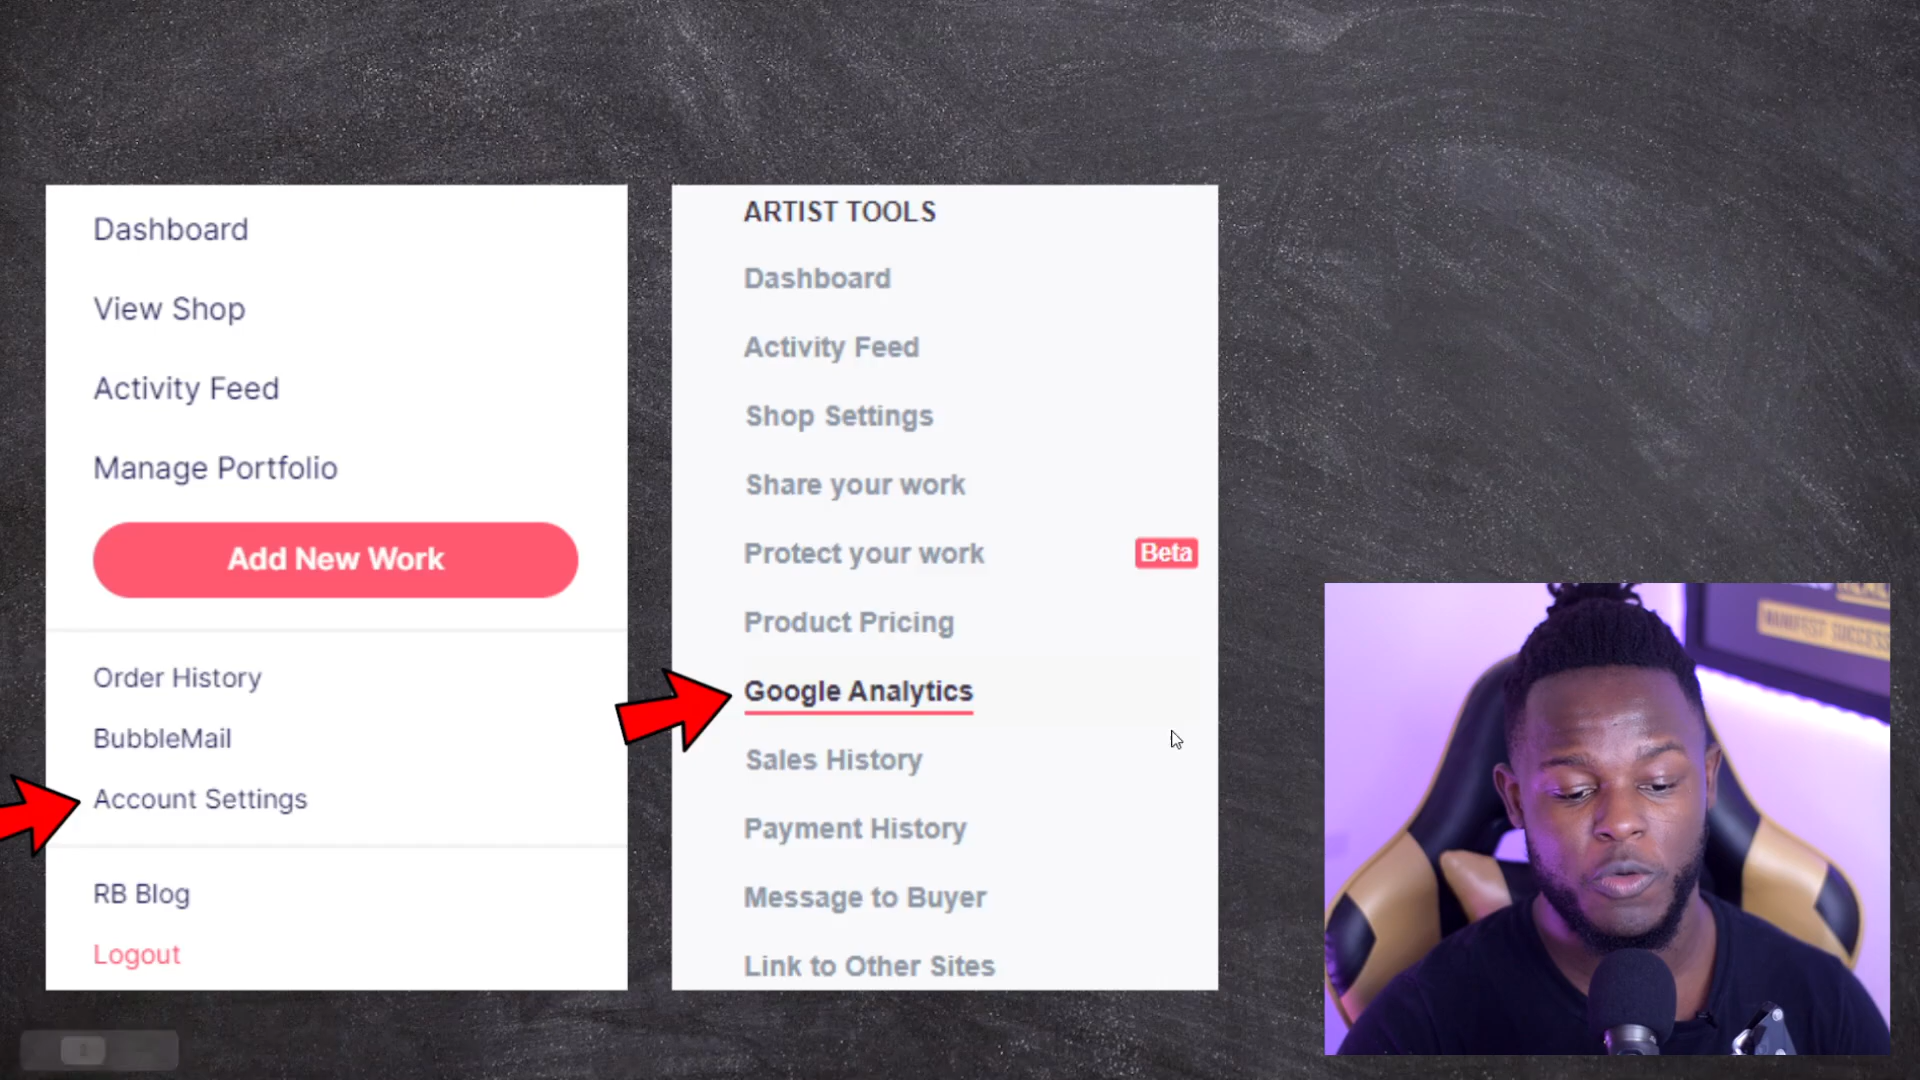 Dashboard
View Shop
Activity Feed
Manage Portfolio
Add New Work
Order History
BubbleMail
Account Settings
RB Blog
Logout
ARTIST TOOLS
Dashboard
Activity Feed
Shop Settings
Share your work
Protect your work Beta
Product Pricing
Google Analytics
Sales History
Payment History
Message to Buyer
Link to Other Sites
MANIFEST SUCCESS